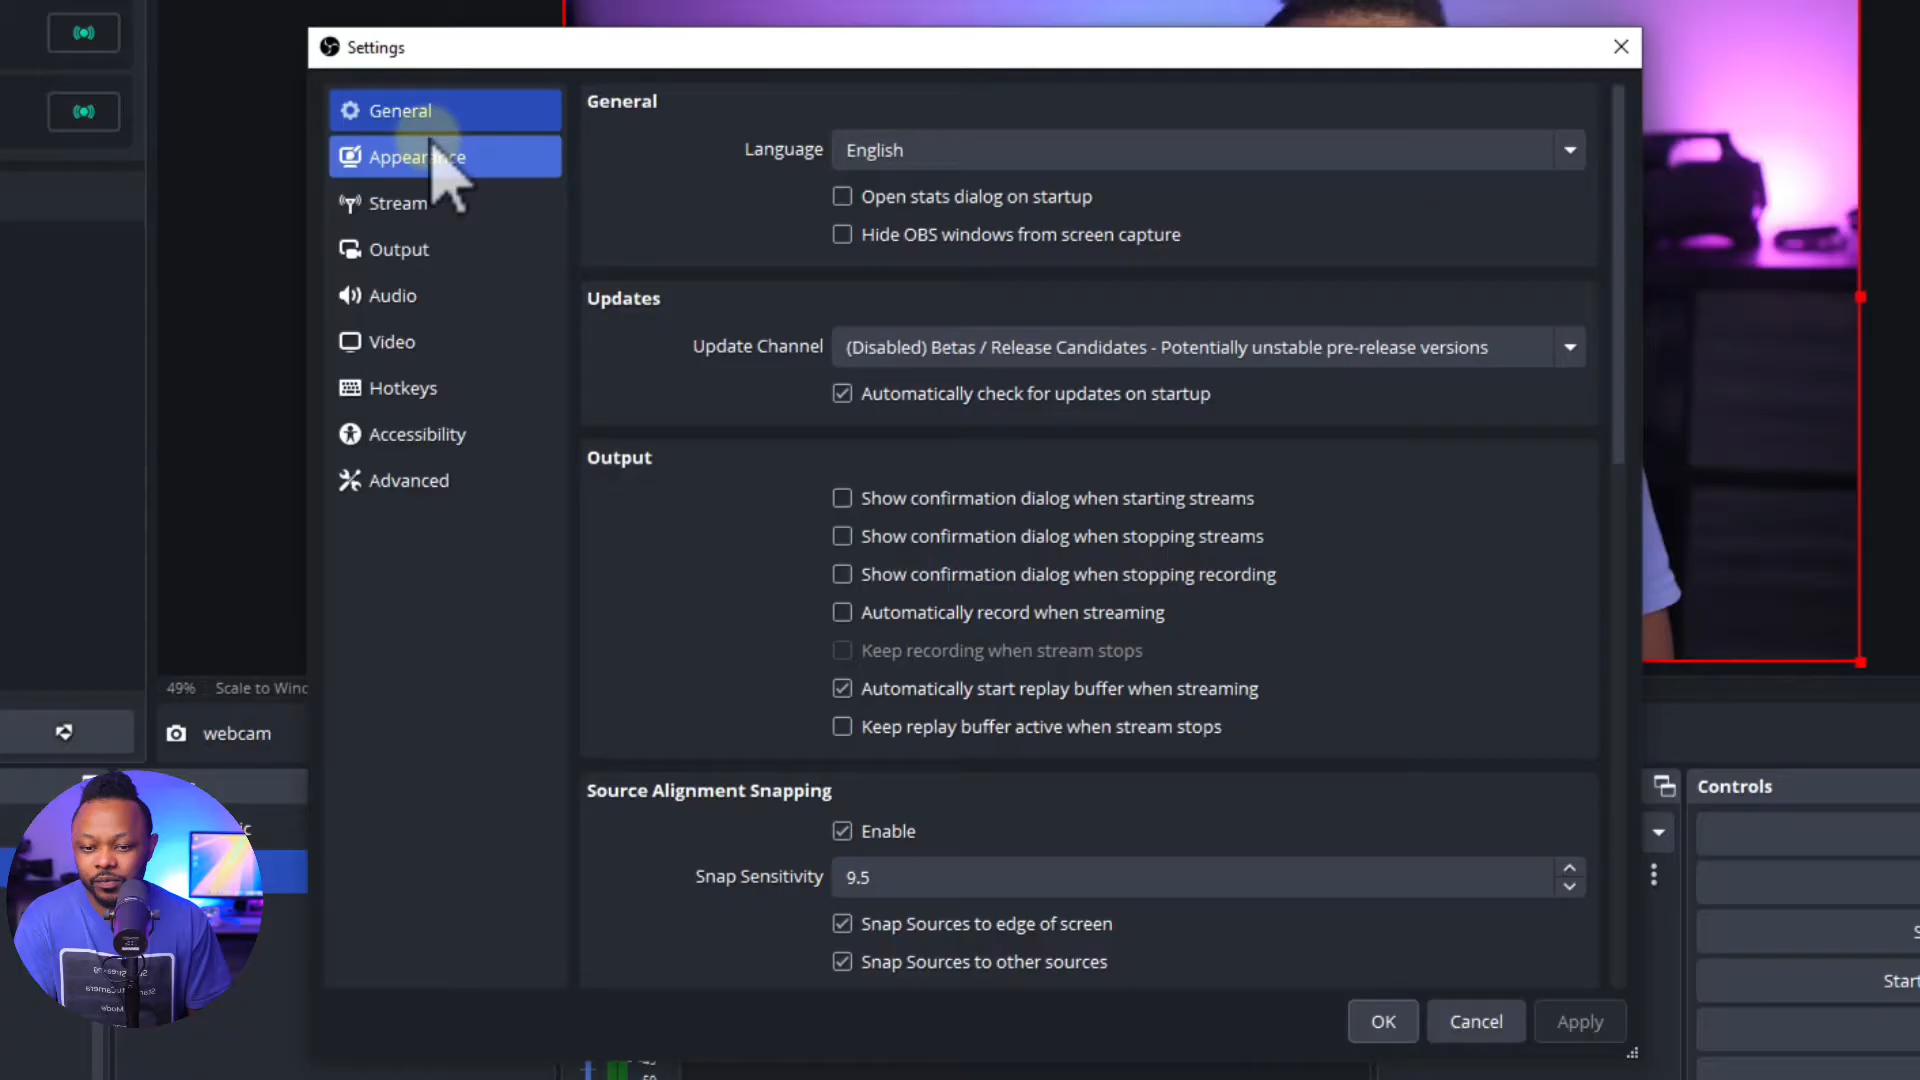 Settings
General
Appearance
Stream
Output
Audio
Video
Hotkeys
Accessibility
Advanced
General
Language English
Open stats dialog on startup
Hide OBS windows from screen capture
Updates
Update Channel (Disabled) Betas / Release Candidates - Potentially unstable pre-release versions
Automatically check for updates on startup
Output
Show confirmation dialog when starting streams
Show confirmation dialog when stopping streams
Show confirmation dialog when stopping recording
Automatically record when streaming
Keep recording when stream stops
Automatically start replay buffer when streaming
Keep replay buffer active when stream stops
Source Alignment Snapping
Enable
Snap Sensitivity 9.5
Snap Sources to edge of screen
Snap Sources to other sources
OK Cancel Apply
49% Scale to Winc
webcam
Controls
Start